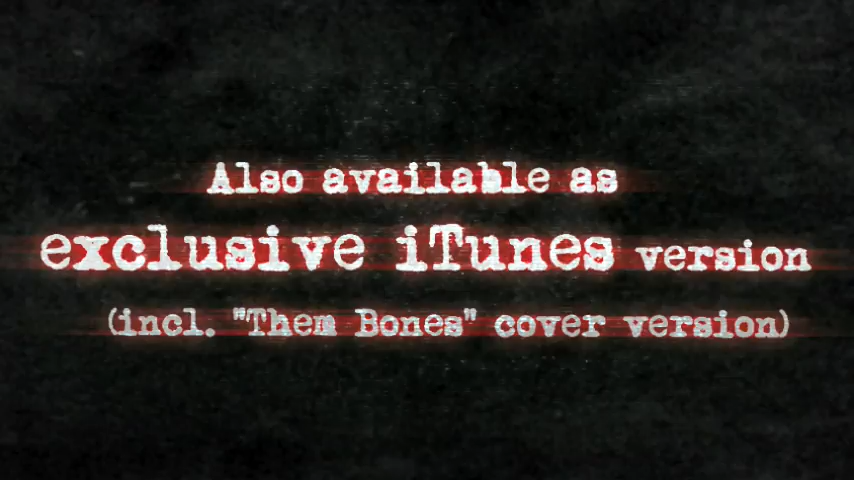 Also available as
exclusive iTunes version
(incl. "Them Bones" cover version)